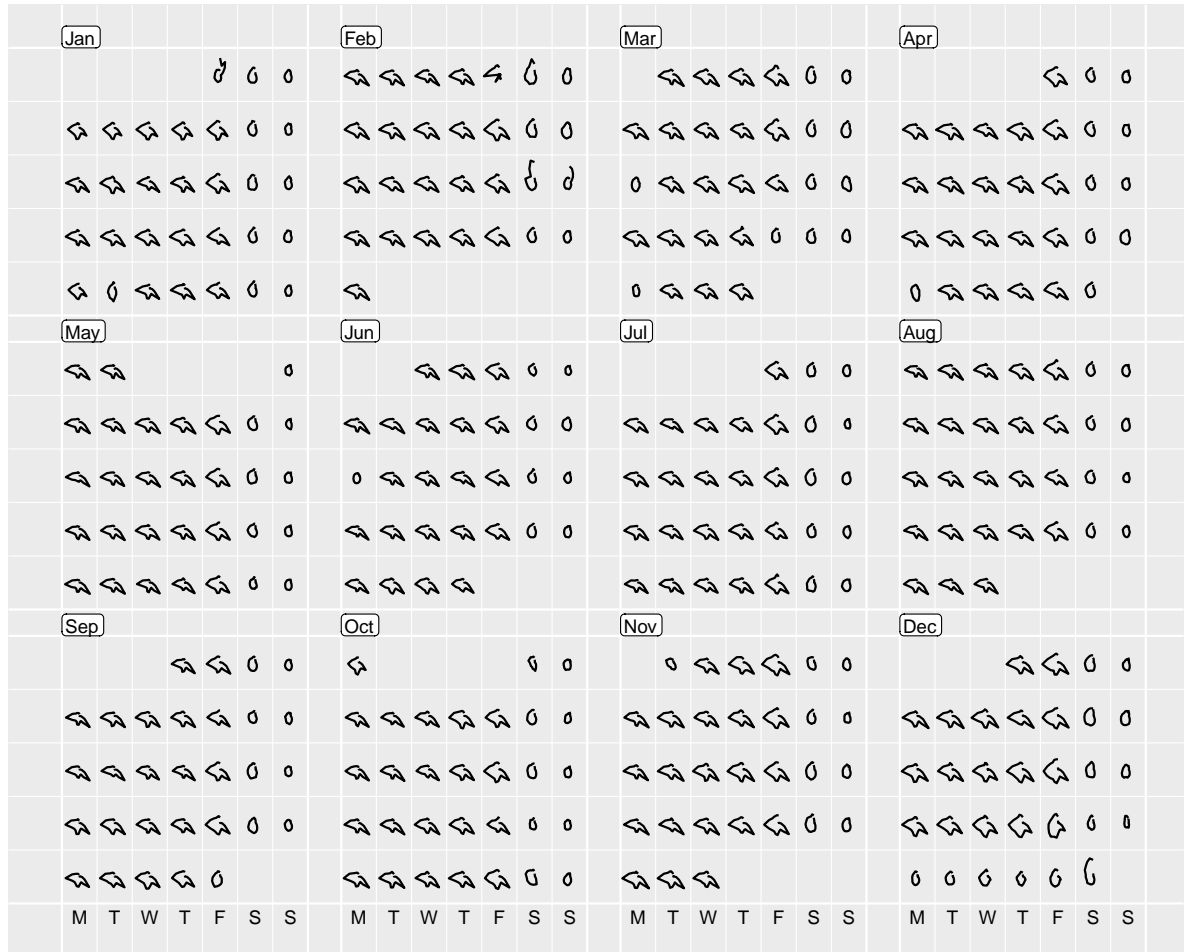 Jan Feb Mar Apr
May Jun Jul Aug
Sep Oct Nov Dec
M T W T F S S M T W T F S S M T W T F S S M T W T F S S